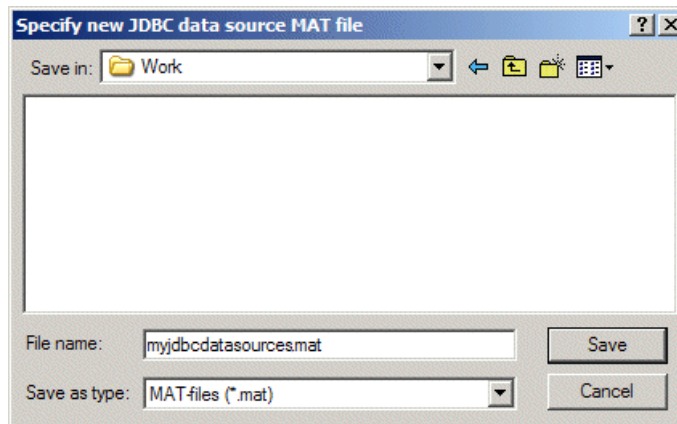 Specify new JDBC data source MAT file
Save in: Work
File name: myjdbcdatasources.mat Save
Save as type: MAT-files (*.mat) Cancel